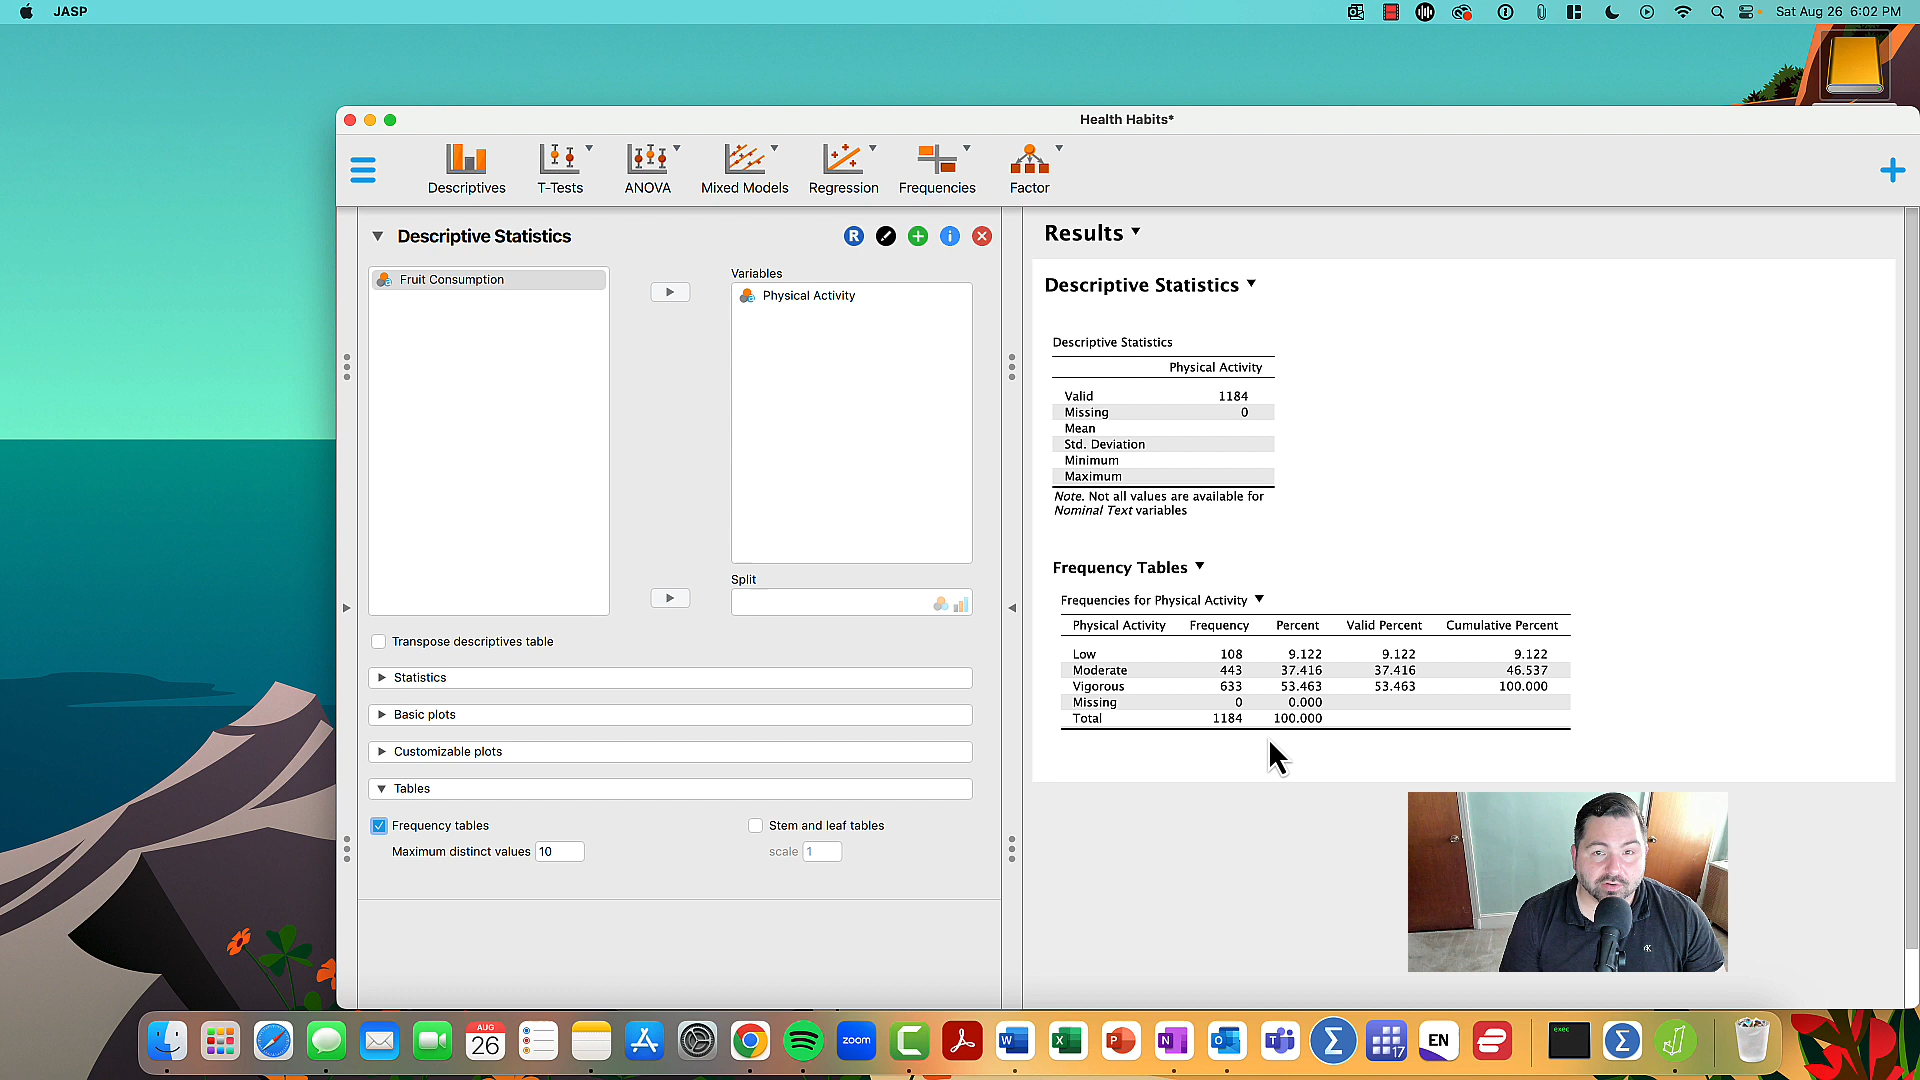 JASP
Sat Aug 26 6:02 PM
Health Habits*
Descriptives
T-Tests
ANOVA
Mixed Models
Regression
Frequencies
Factor
Descriptive Statistics
R
i
Fruit Consumption
Variables
Physical Activity
Split
Transpose descriptives table
Statistics
Basic plots
Customizable plots
Tables
Frequency tables
Stem and leaf tables
Maximum distinct values 10
scale 1
Results
Descriptive Statistics
Descriptive Statistics
Physical Activity
Valid 1184
Missing 0
Mean
Std. Deviation
Minimum
Maximum
Note. Not all values are available for
Nominal Text variables
Frequency Tables
Frequencies for Physical Activity
Physical Activity Frequency Percent Valid Percent Cumulative Percent
Low 108 9.122 9.122 9.122
Moderate 443 37.416 37.416 46.537
Vigorous 633 53.463 53.463 100.000
Missing 0 0.000
Total 1184 100.000
AUG
26
zoom
W
X
P
N
O
T
Σ
17
EN
exec
Σ